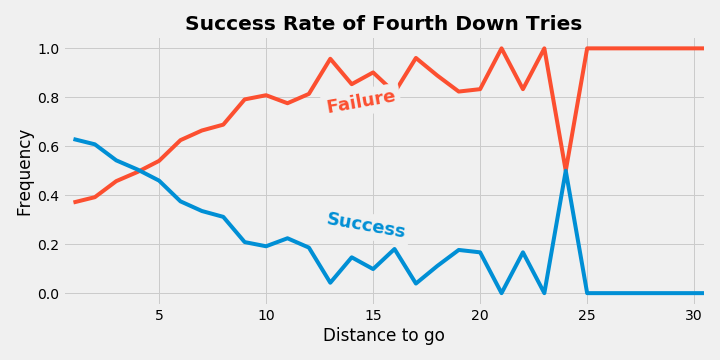 Success Rate of Fourth Down Tries
Frequency
1.0
0.8
0.6
0.4
0.2
0.0
Failure
Success
5 10 15 20 25 30
Distance to go